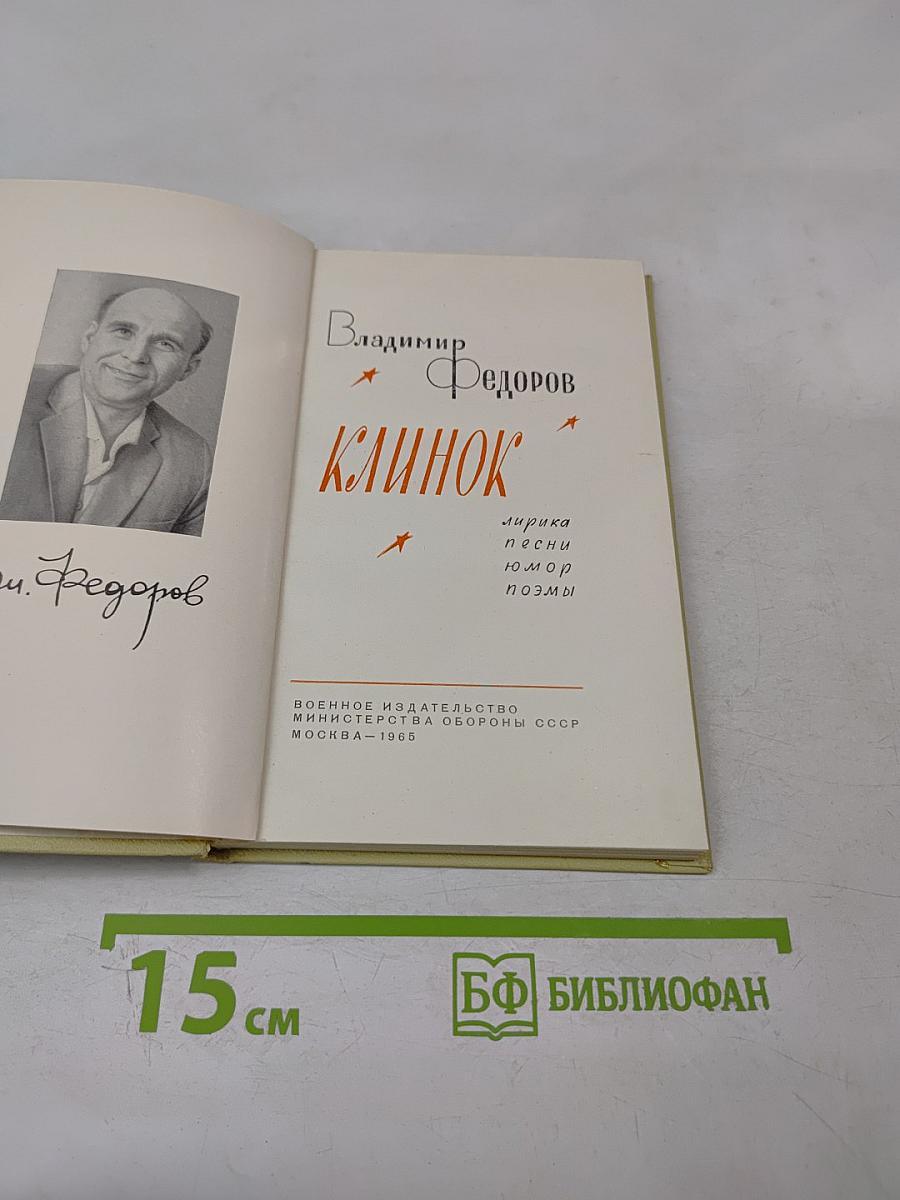 Федоров
Владимир
Федоров
КЛИНОК
лирика
песни
юмор
поэмы
ВОЕННОЕ ИЗДАТЕЛЬСТВО
МИНИСТЕРСТВА ОБОРОНЫ СССР
МОСКВА—1965
15 см
БФ БИБЛИОФАН